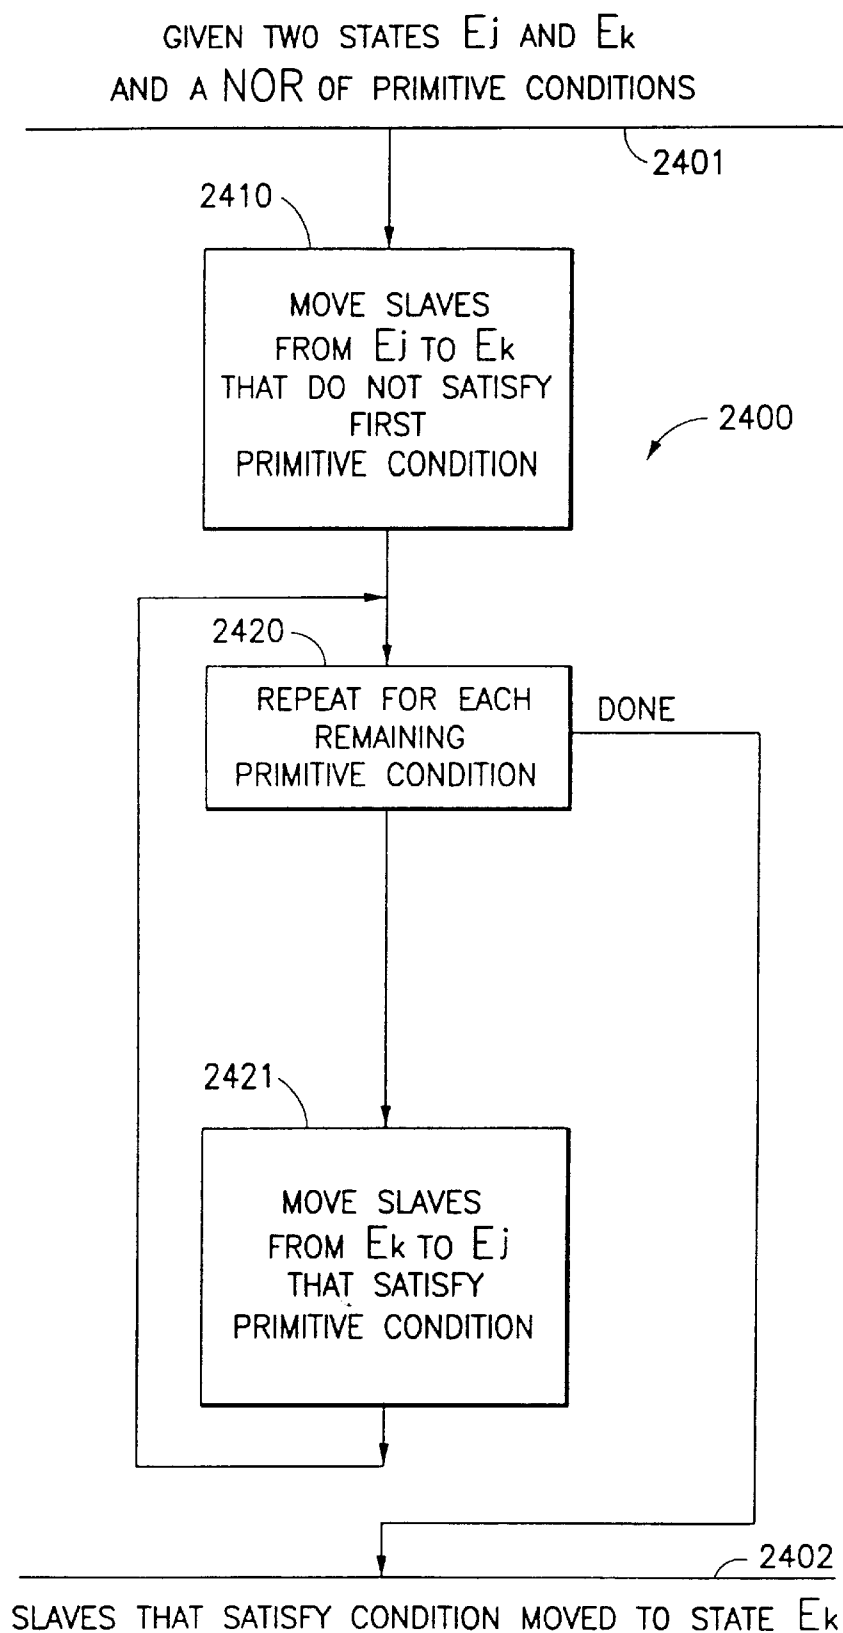 GIVEN TWO STATES Ej AND Ek
AND A NOR OF PRIMITIVE CONDITIONS
2401
2410
MOVE SLAVES
FROM Ej TO Ek
THAT DO NOT SATISFY
FIRST
PRIMITIVE CONDITION
2400
2420
REPEAT FOR EACH
REMAINING
PRIMITIVE CONDITION
DONE
2421
MOVE SLAVES
FROM Ek TO Ej
THAT SATISFY
PRIMITIVE CONDITION
2402
SLAVES THAT SATISFY CONDITION MOVED TO STATE Ek